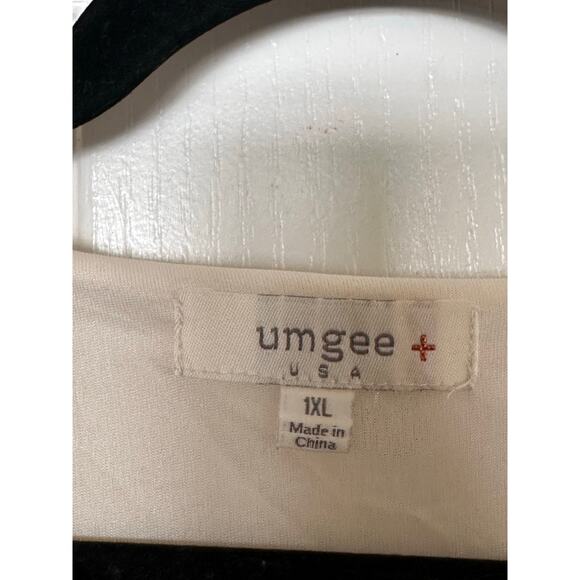 umgee +
USA
1XL
Made in
China